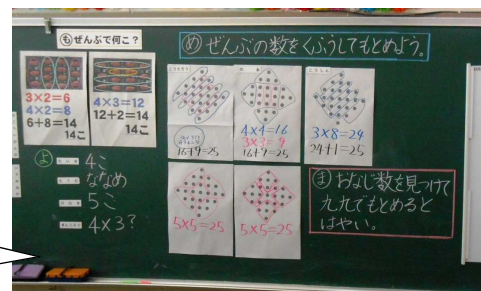 も ぜんぶで何こ?
3×2=6
4×2=8
6+8=14
14こ
4×3=12
12+2=14
14こ
よ
4こ
ななめ
5こ
4×3?
め ぜんぶの数をくふうしてもとめよう。
16+9=25
4×4=16
3×3=9
16+9=25
3×8=24
24+1=25
5×5=25
5×5=25
ま おなじ数を見つけて
九九でもとめると
はやい。